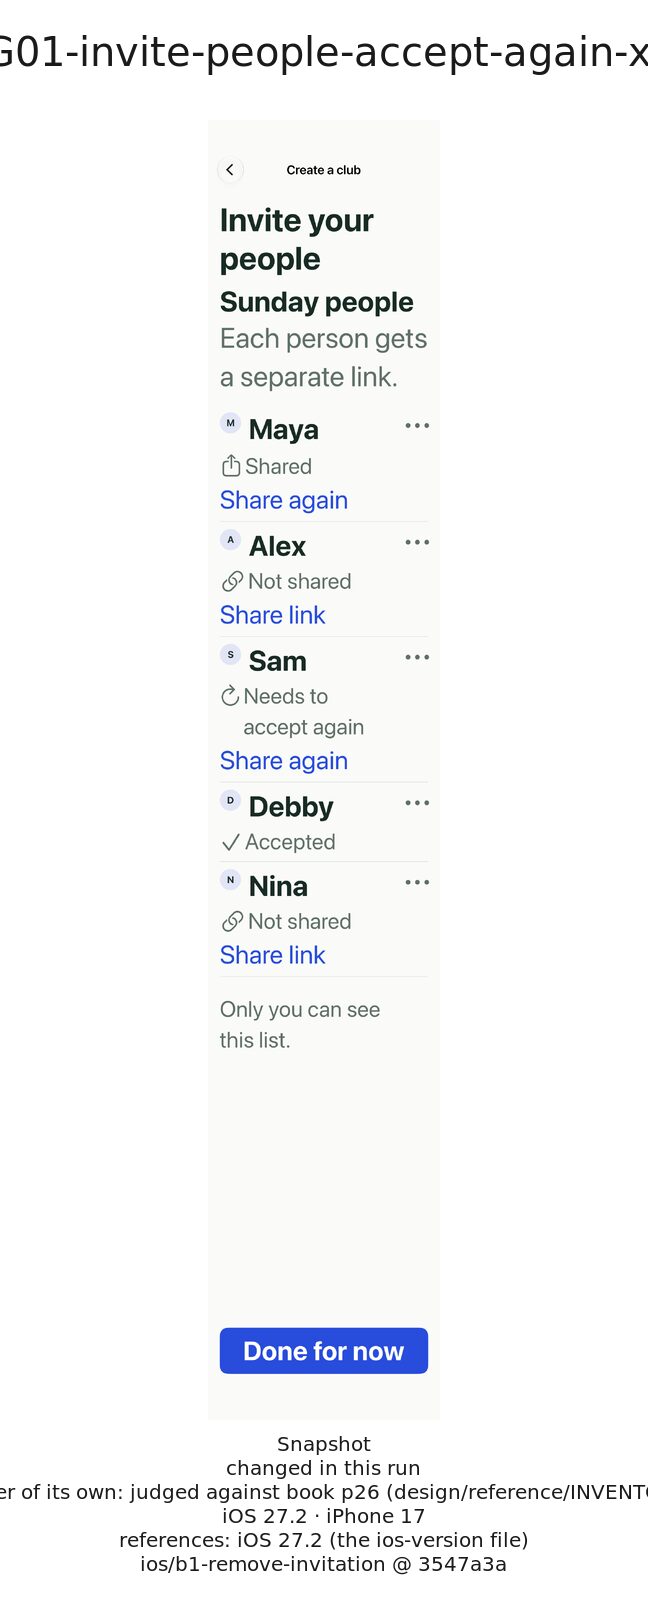 G01-invite-people-accept-again-x
Create a club
Invite your
people
Sunday people
Each person gets
a separate link.
M Maya
Shared
Share again
A Alex
Not shared
Share link
S Sam
Needs to
accept again
Share again
D Debby
Accepted
N Nina
Not shared
Share link
Only you can see
this list.
Done for now
Snapshot
changed in this run
er of its own: judged against book p26 (design/reference/INVENTO
iOS 27.2 · iPhone 17
references: iOS 27.2 (the ios-version file)
ios/b1-remove-invitation @ 3547a3a